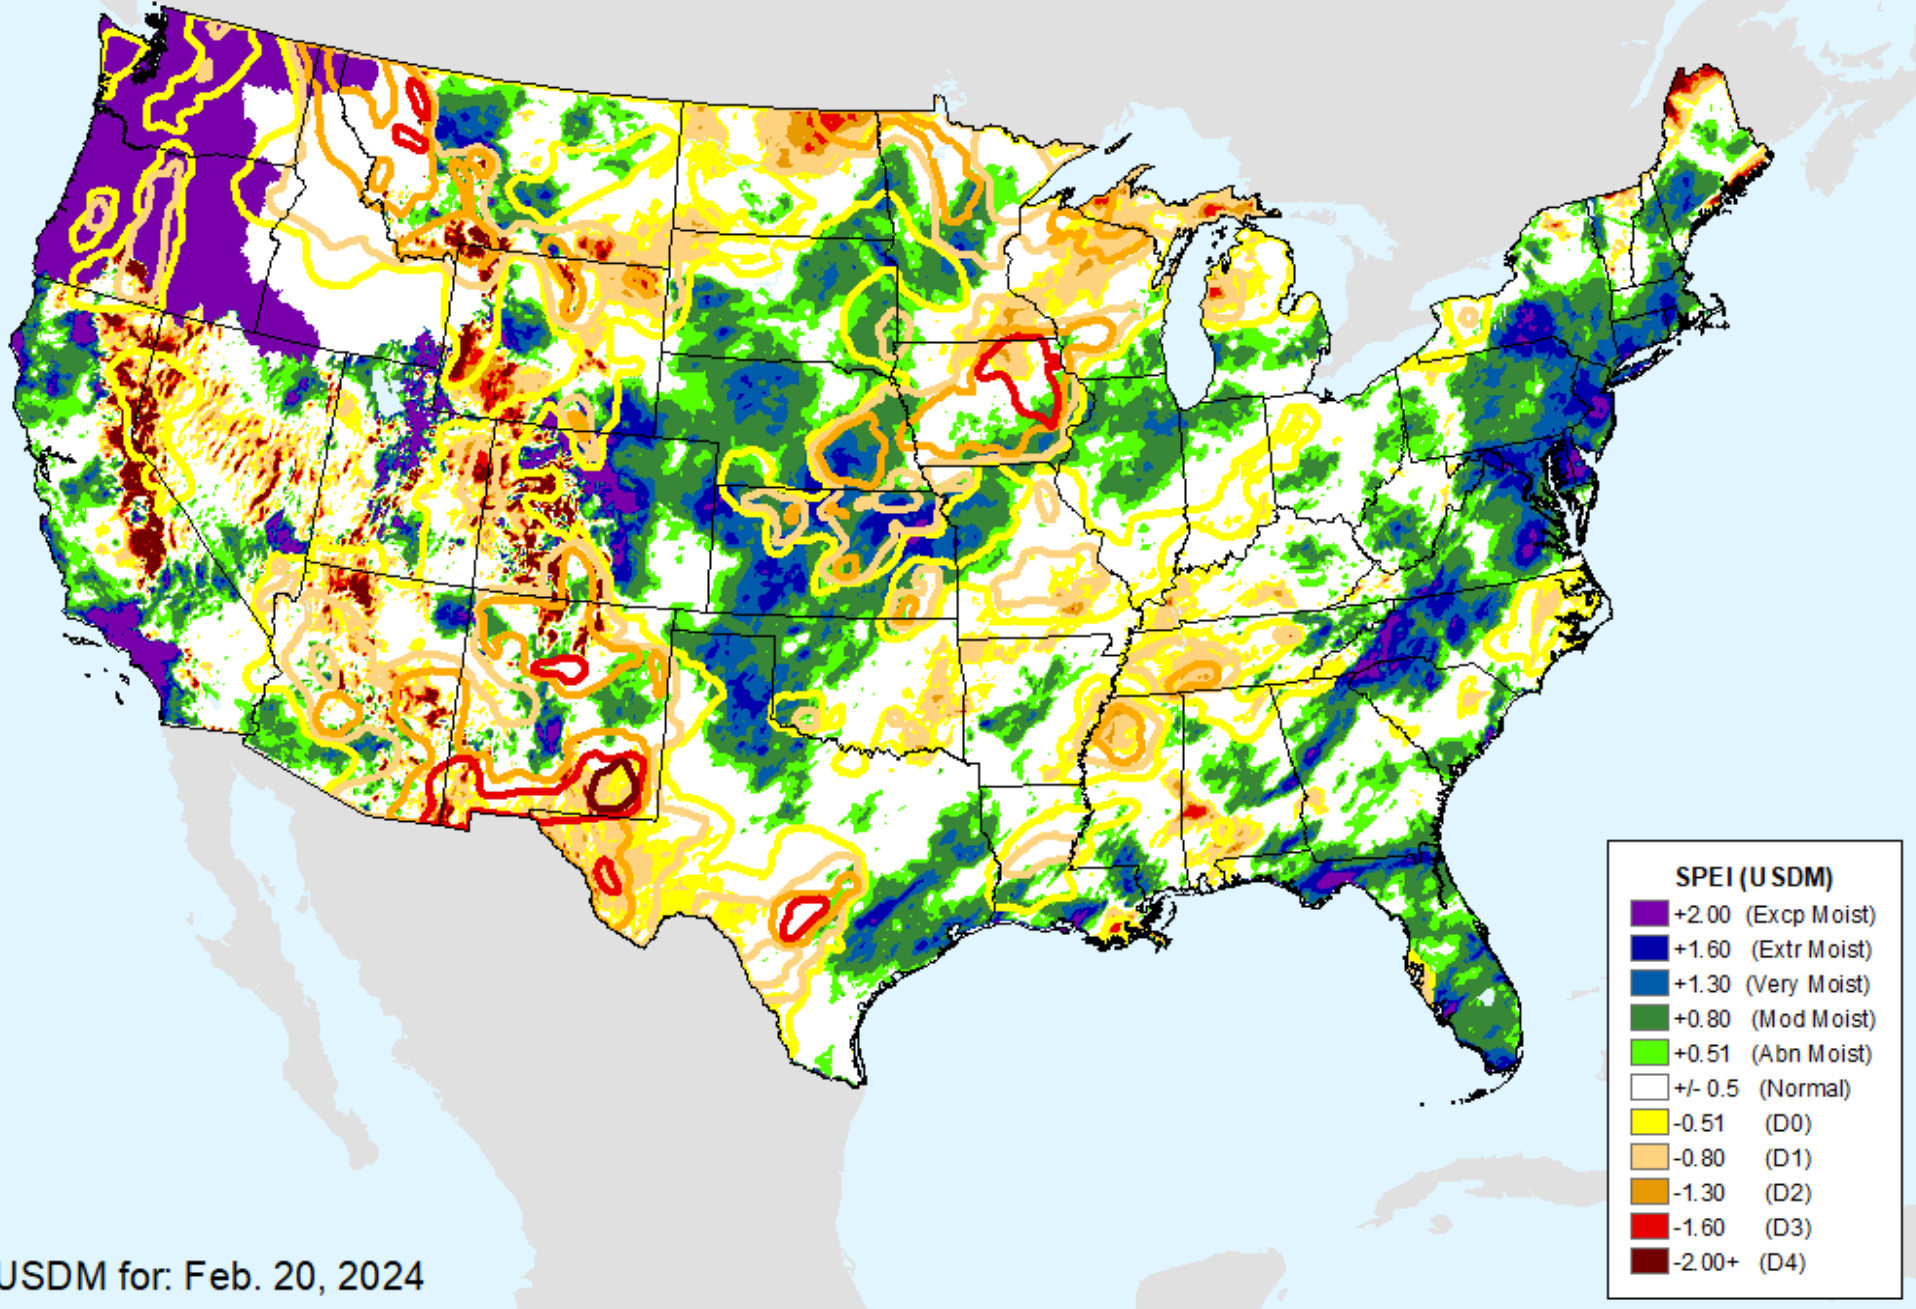 SPEI (USDM)
+2.00 (Excp Moist)
+1.60 (Extr Moist)
+1.30 (Very Moist)
+0.80 (Mod Moist)
+0.51 (Abn Moist)
+/- 0.5 (Normal)
-0.51 (D0)
-0.80 (D1)
-1.30 (D2)
-1.60 (D3)
-2.00+ (D4)
USDM for: Feb. 20, 2024